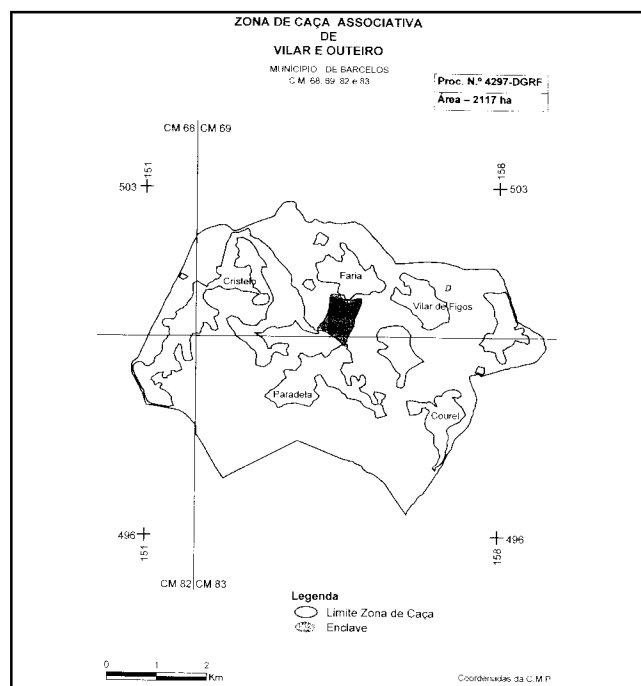 ZONA DE CAÇA ASSOCIATIVA
DE
VILAR E OUTEIRO
MUNICIPIO DE BARCELOS
C M 68, 69, 82 e 83
Proc. N.º 4297-DGRF
Área – 2117 ha
CM 68 CM 69
151
503
158
503
Faria
Cristelo
Vilar de Figos
Paradela
Courel
496
151
496
158
CM 82 CM 83
Legenda
Limite Zona de Caça
Enclave
0 1 2
Km
Coordenadas da C.M.P